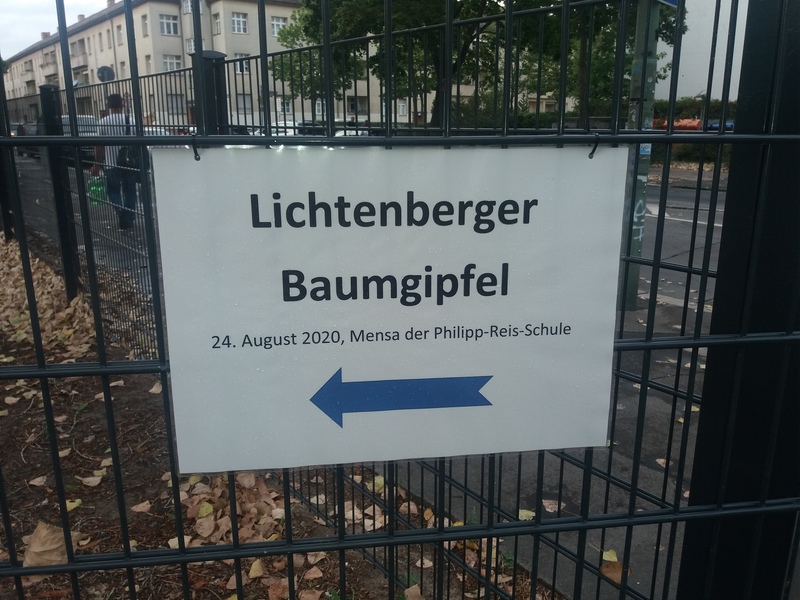 Lichtenberger
Baumgipfel
24. August 2020, Mensa der Philipp-Reis-Schule